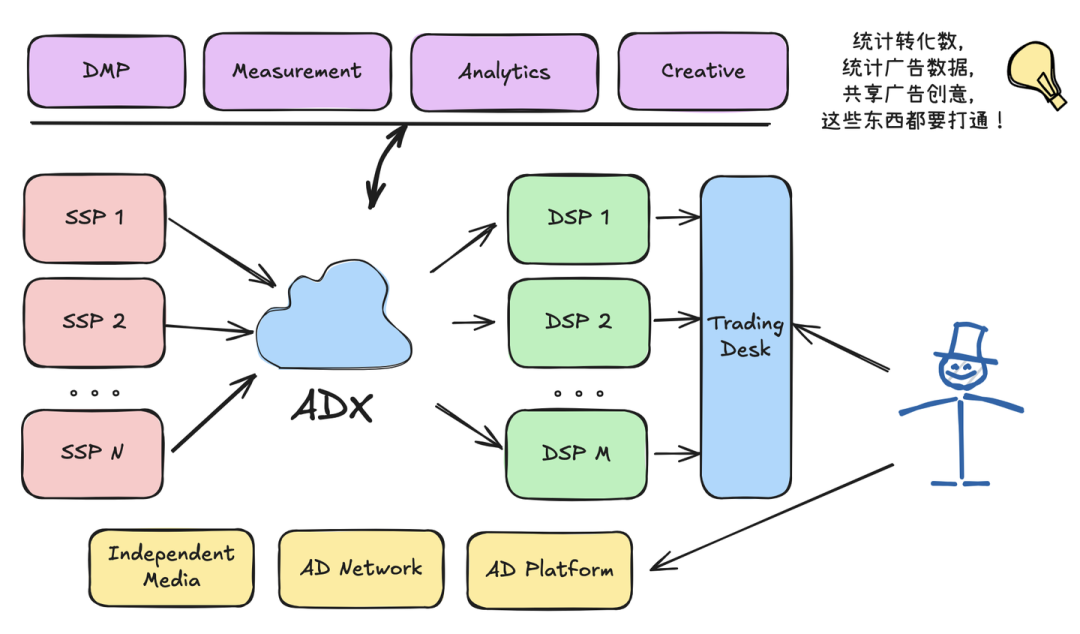 DMP
Measurement
Analytics
Creative
统计转化数,
统计广告数据,
共享广告创意,
这些东西都要打通！
SSP 1
SSP 2
SSP N
ADX
DSP 1
DSP 2
DSP M
Trading
Desk
Independent
Media
AD Network
AD Platform